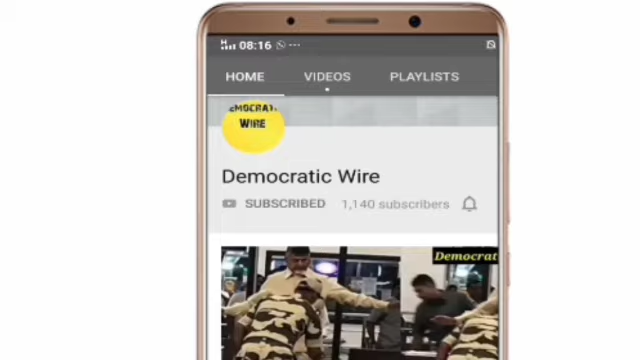 08:16
HOME VIDEOS PLAYLISTS
WIRE
Democratic Wire
SUBSCRIBED 1,140 subscribers
Democrat